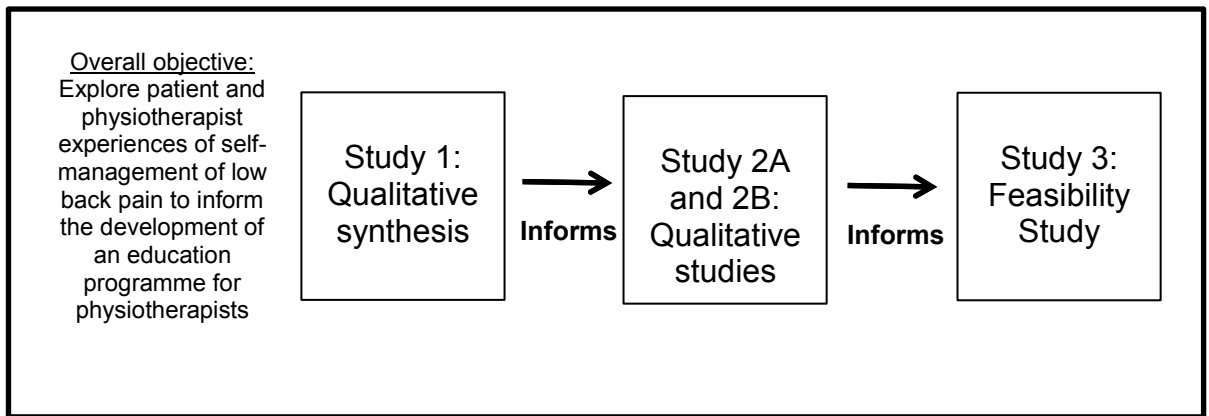 Overall objective:
Explore patient and
physiotherapist
experiences of self-
management of low
back pain to inform
the development of
an education
programme for
physiotherapists
Study 1:
Qualitative
synthesis
Informs
Study 2A
and 2B:
Qualitative
studies
Informs
Study 3:
Feasibility
Study